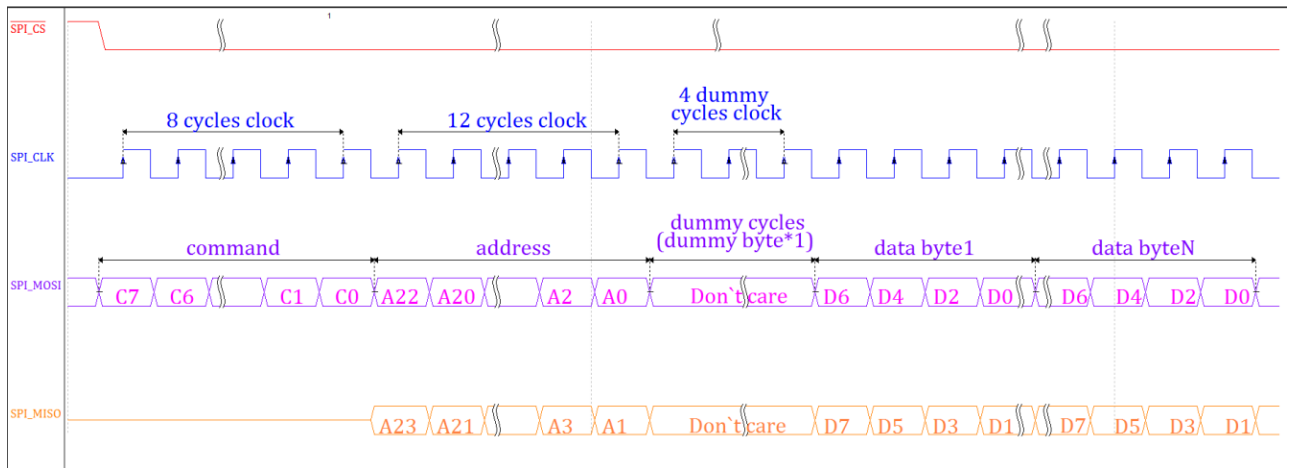 1
SPI_CS
4 dummy
cycles clock
8 cycles clock
12 cycles clock
SPI_CLK
dummy cycles
(dummy byte*1)
command
address
data byte1
data byteN
SPI_MOSI
C7 C6 C1 C0 A22 A20 A2 A0 Don`t care D6 D4 D2 D0 D6 D4 D2 D0
SPI_MISO
A23 A21 A3 A1 Don`t care D7 D5 D3 D1 D7 D5 D3 D1